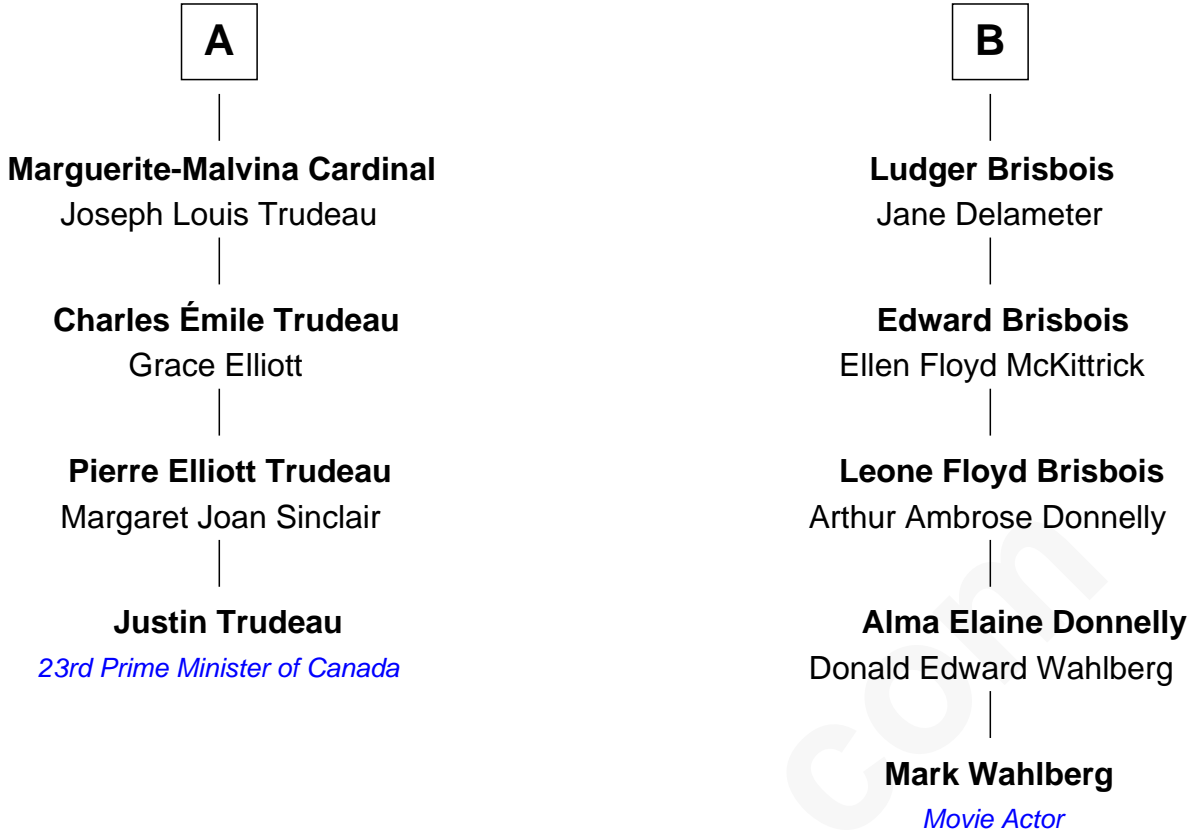 A
Marguerite-Malvina Cardinal
Joseph Louis Trudeau
Charles Émile Trudeau
Grace Elliott
Pierre Elliott Trudeau
Margaret Joan Sinclair
Justin Trudeau
23rd Prime Minister of Canada
B
Ludger Brisbois
Jane Delameter
Edward Brisbois
Ellen Floyd McKittrick
Leone Floyd Brisbois
Arthur Ambrose Donnelly
Alma Elaine Donnelly
Donald Edward Wahlberg
Mark Wahlberg
Movie Actor
com